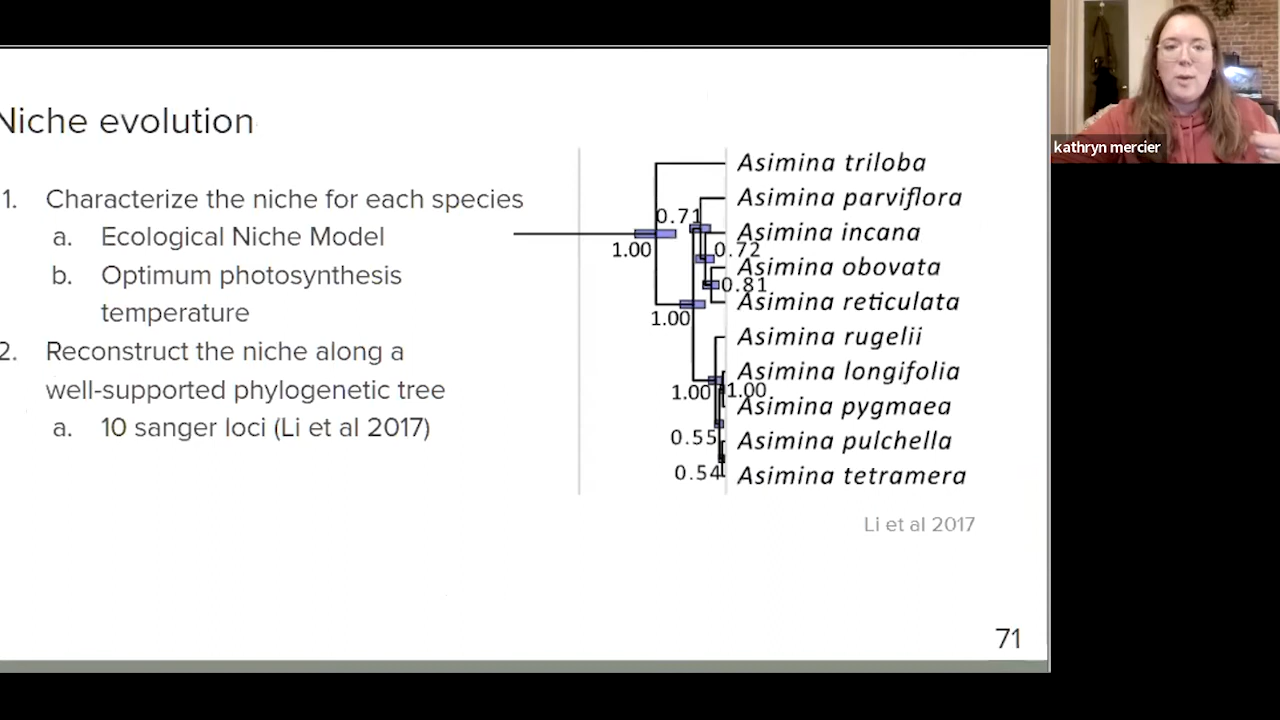 Niche evolution
1. Characterize the niche for each species
a. Ecological Niche Model
b. Optimum photosynthesis
temperature
2. Reconstruct the niche along a
well-supported phylogenetic tree
a. 10 sanger loci (Li et al 2017)
Asimina triloba
Asimina parviflora
0.71
Asimina incana
1.00
0.72
Asimina obovata
0.81
Asimina reticulata
1.00
Asimina rugelii
Asimina longifolia
1.00
1.00
Asimina pygmaea
0.55
Asimina pulchella
0.54
Asimina tetramera
Li et al 2017
71
kathryn mercier